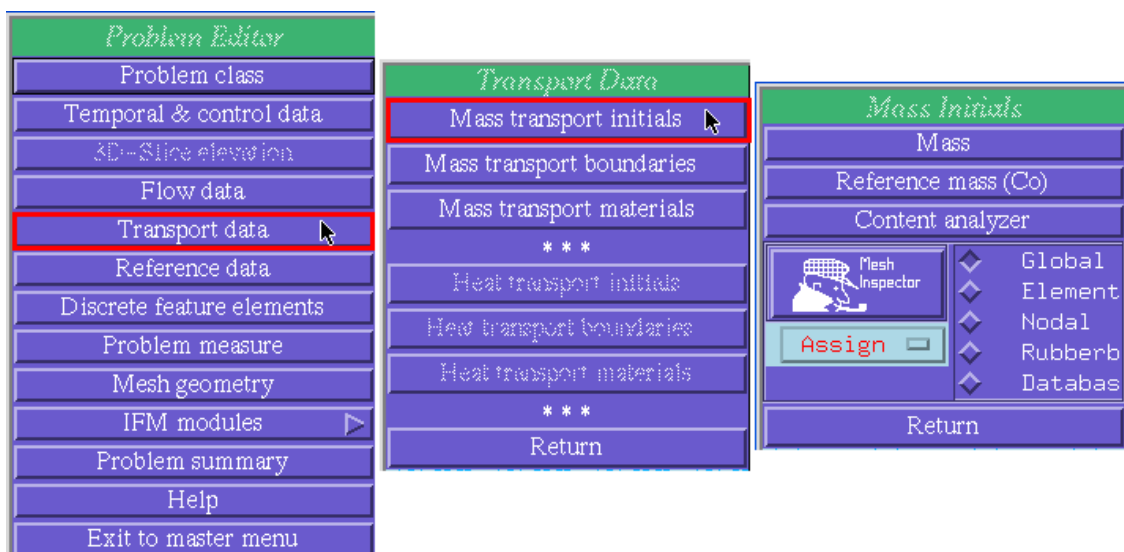 Problem Editor
Problem class
Temporal & control data
3D-Slice elevation
Flow data
Transport data
Reference data
Discrete feature elements
Problem measure
Mesh geometry
IFM modules
Problem summary
Help
Exit to master menu
Transport Data
Mass transport initials
Mass transport boundaries
Mass transport materials
* * *
Heat transport initials
Heat transport boundaries
Heat transport materials
* * *
Return
Mass Initials
Mass
Reference mass (Co)
Content analyzer
Mesh
Inspector
Assign
Global
Element
Nodal
Rubberb
Databas
Return